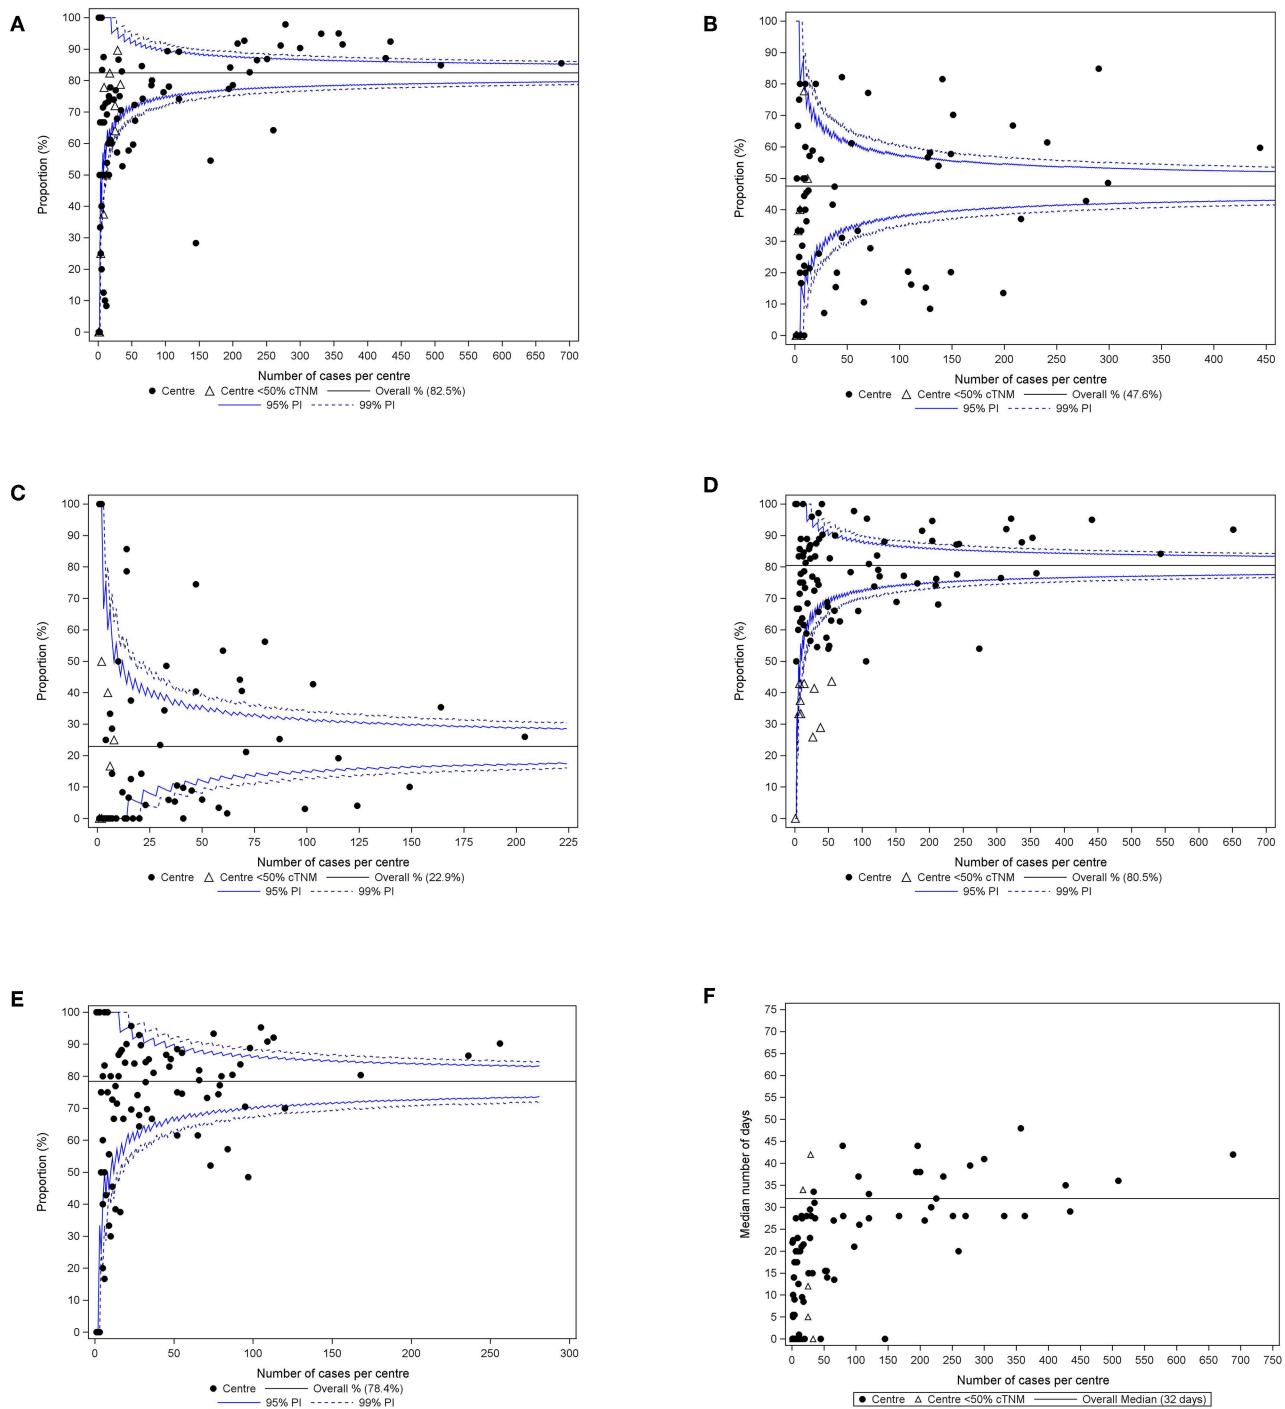 A
100
90
80
70
60
50
40
30
20
10
0
Proportion (%)
0 50 100 150 200 250 300 350 400 450 500 550 600 650 700
Number of cases per centre
Centre Centre <50% cTNM Overall % (82.5%)
95% PI 99% PI
B
100
90
80
70
60
50
40
30
20
10
0
Proportion (%)
0 50 100 150 200 250 300 350 400 450
Number of cases per centre
Centre Centre <50% cTNM Overall % (47.6%)
95% PI 99% PI
C
100
90
80
70
60
50
40
30
20
10
0
Proportion (%)
0 25 50 75 100 125 150 175 200 225
Number of cases per centre
Centre Centre <50% cTNM Overall % (22.9%)
95% PI 99% PI
D
100
90
80
70
60
50
40
30
20
10
0
Proportion (%)
0 50 100 150 200 250 300 350 400 450 500 550 600 650 700
Number of cases per centre
Centre Centre <50% cTNM Overall % (80.5%)
95% PI 99% PI
E
100
90
80
70
60
50
40
30
20
10
0
Proportion (%)
0 50 100 150 200 250 300
Number of cases per centre
Centre Overall % (78.4%)
95% PI 99% PI
F
75
70
65
60
55
50
45
40
35
30
25
20
15
10
5
0
Median number of days
0 50 100 150 200 250 300 350 400 450 500 550 600 650 700 750
Number of cases per centre
Centre Centre <50% cTNM Overall Median (32 days)